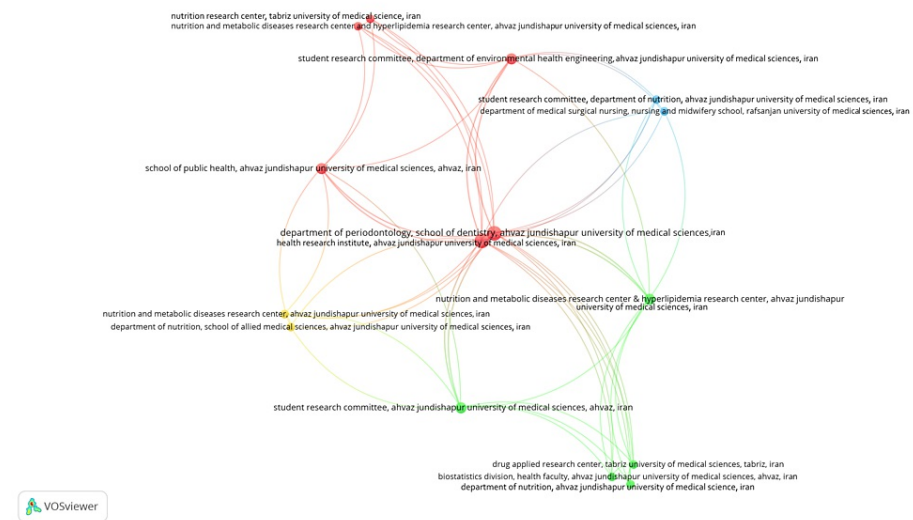 nutrition research center, tabriz university of medical science, iran
nutrition and metabolic diseases research center and hyperlipidemia research center, ahvaz jundishapur university of medical sciences, iran
student research committee, department of environmental health engineering, ahvaz jundishapur university of medical sciences, iran
student research committee, department of nutrition, ahvaz jundishapur university of medical sciences, iran
department of medical surgical nursing, nursing and midwifery school, rafsanjan university of medical sciences, iran
school of public health, ahvaz jundishapur university of medical sciences, ahvaz, iran
department of periodontology, school of dentistry, ahvaz jundishapur university of medical sciences,iran
health research institute, ahvaz jundishapur university of medical sciences, iran
nutrition and metabolic diseases research center & hyperlipidemia research center, ahvaz jundishapur
university of medical sciences, iran
nutrition and metabolic diseases research center, ahvaz jundishapur university of medical sciences, iran
department of nutrition, school of allied medical sciences, ahvaz jundishapur university of medical sciences, iran
student research committee, ahvaz jundishapur university of medical sciences, ahvaz, iran
drug applied research center, tabriz university of medical sciences, tabriz, iran
biostatistics division, health faculty, ahvaz jundishapur university of medical sciences, ahvaz, iran
department of nutrition, ahvaz jundishapur university of medical science, iran
VOSviewer